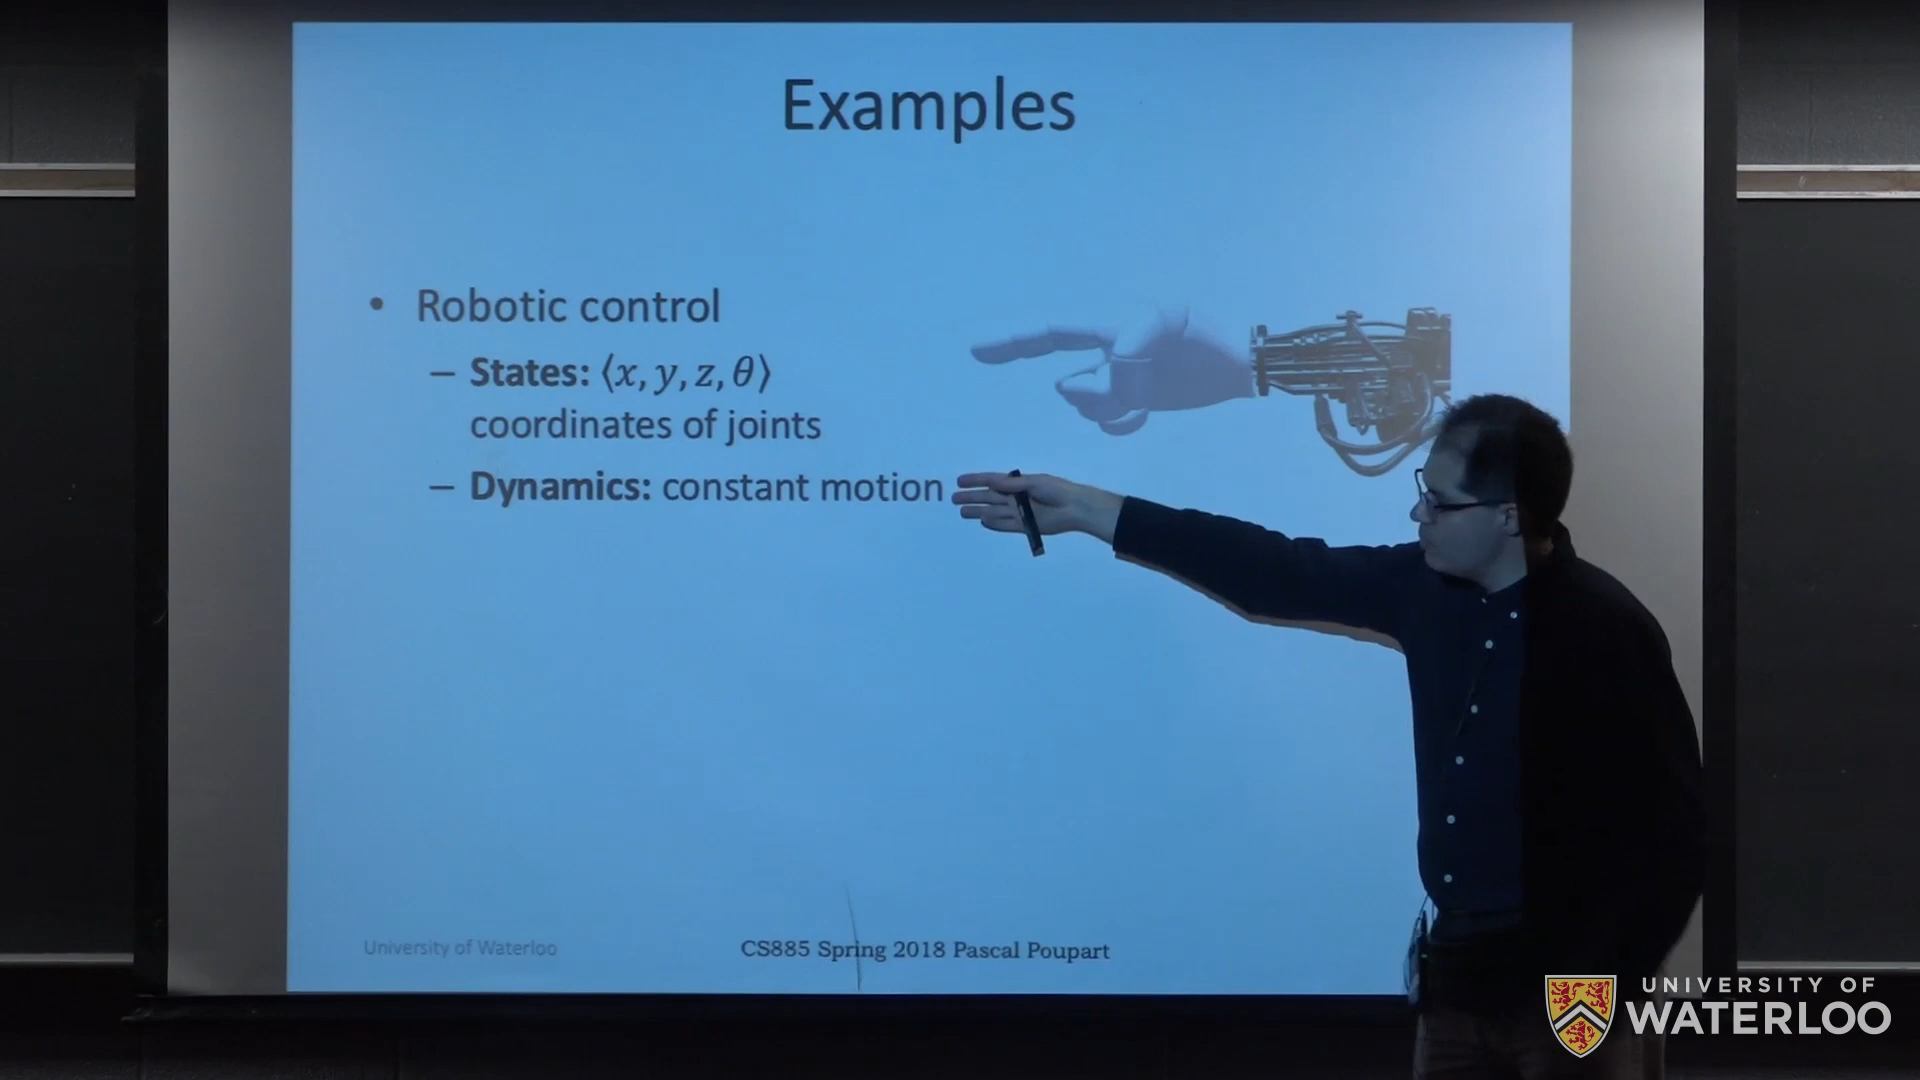 Examples
• Robotic control
– States: ⟨x, y, z, θ⟩
coordinates of joints
– Dynamics: constant motion
University of Waterloo
CS885 Spring 2018 Pascal Poupart
UNIVERSITY OF
WATERLOO